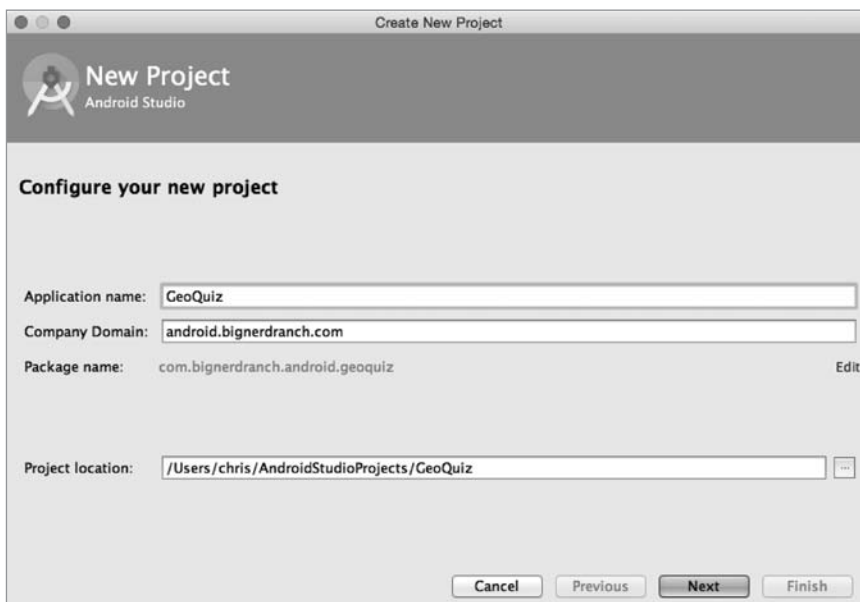 Create New Project
New Project
Android Studio
Configure your new project
Application name: GeoQuiz
Company Domain: android.bignerdranch.com
Package name: com.bignerdranch.android.geoquiz Edit
Project location: /Users/chris/AndroidStudioProjects/GeoQuiz ...
Cancel Previous Next Finish